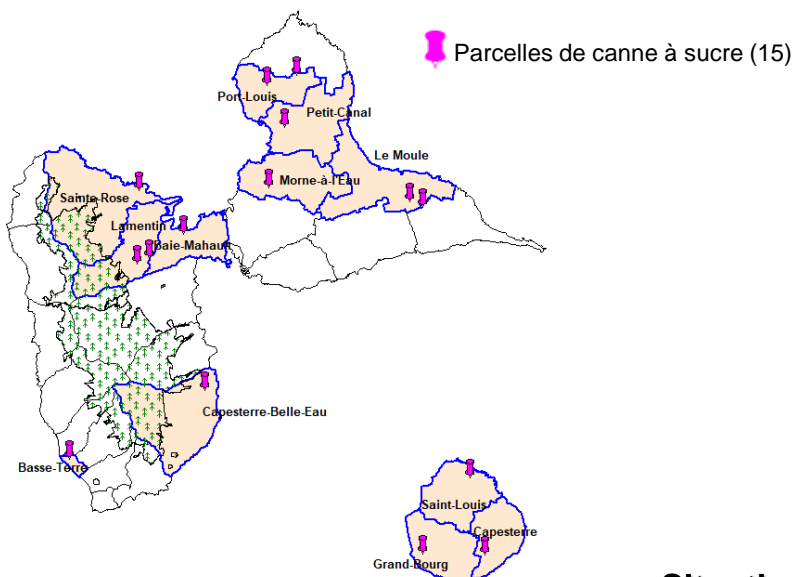 Parcelles de canne à sucre (15)
Port-Louis
Petit-Canal
Le Moule
Morne-à-l'Eau
Sainte-Rose
Lamentin
Baie-Mahault
Capesterre-Belle-Eau
Basse-Terre
Saint-Louis
Capesterre
Grand-Bourg